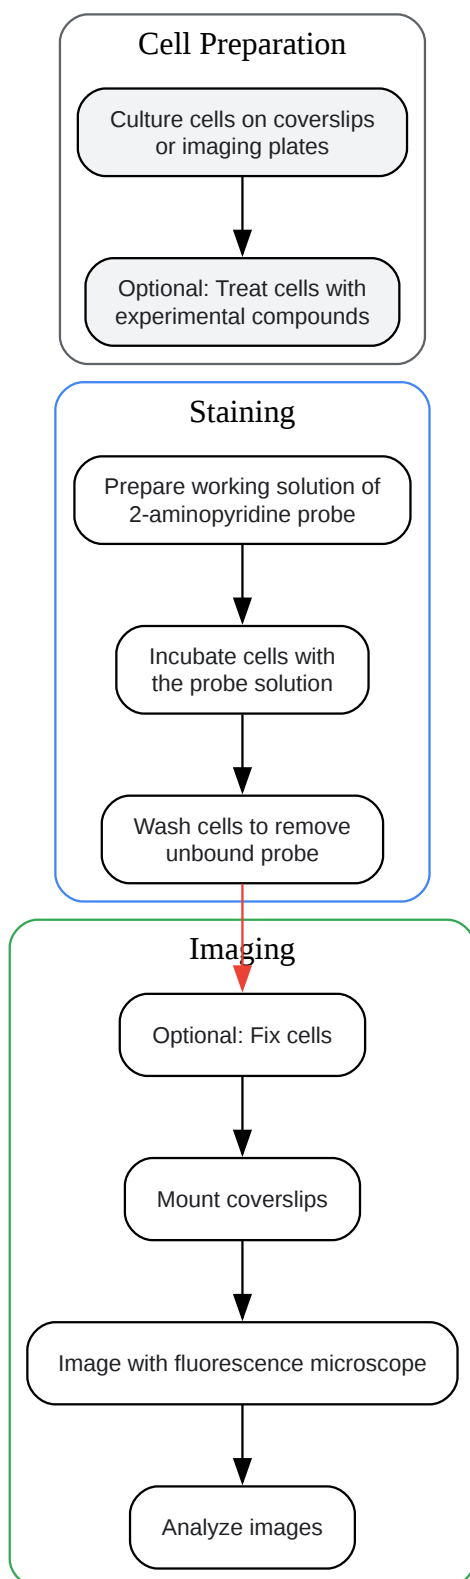 Cell Preparation
Culture cells on coverslips
or imaging plates
Optional: Treat cells with
experimental compounds
Staining
Prepare working solution of
2-aminopyridine probe
Incubate cells with
the probe solution
Wash cells to remove
unbound probe
Imaging
Optional: Fix cells
Mount coverslips
Image with fluorescence microscope
Analyze images